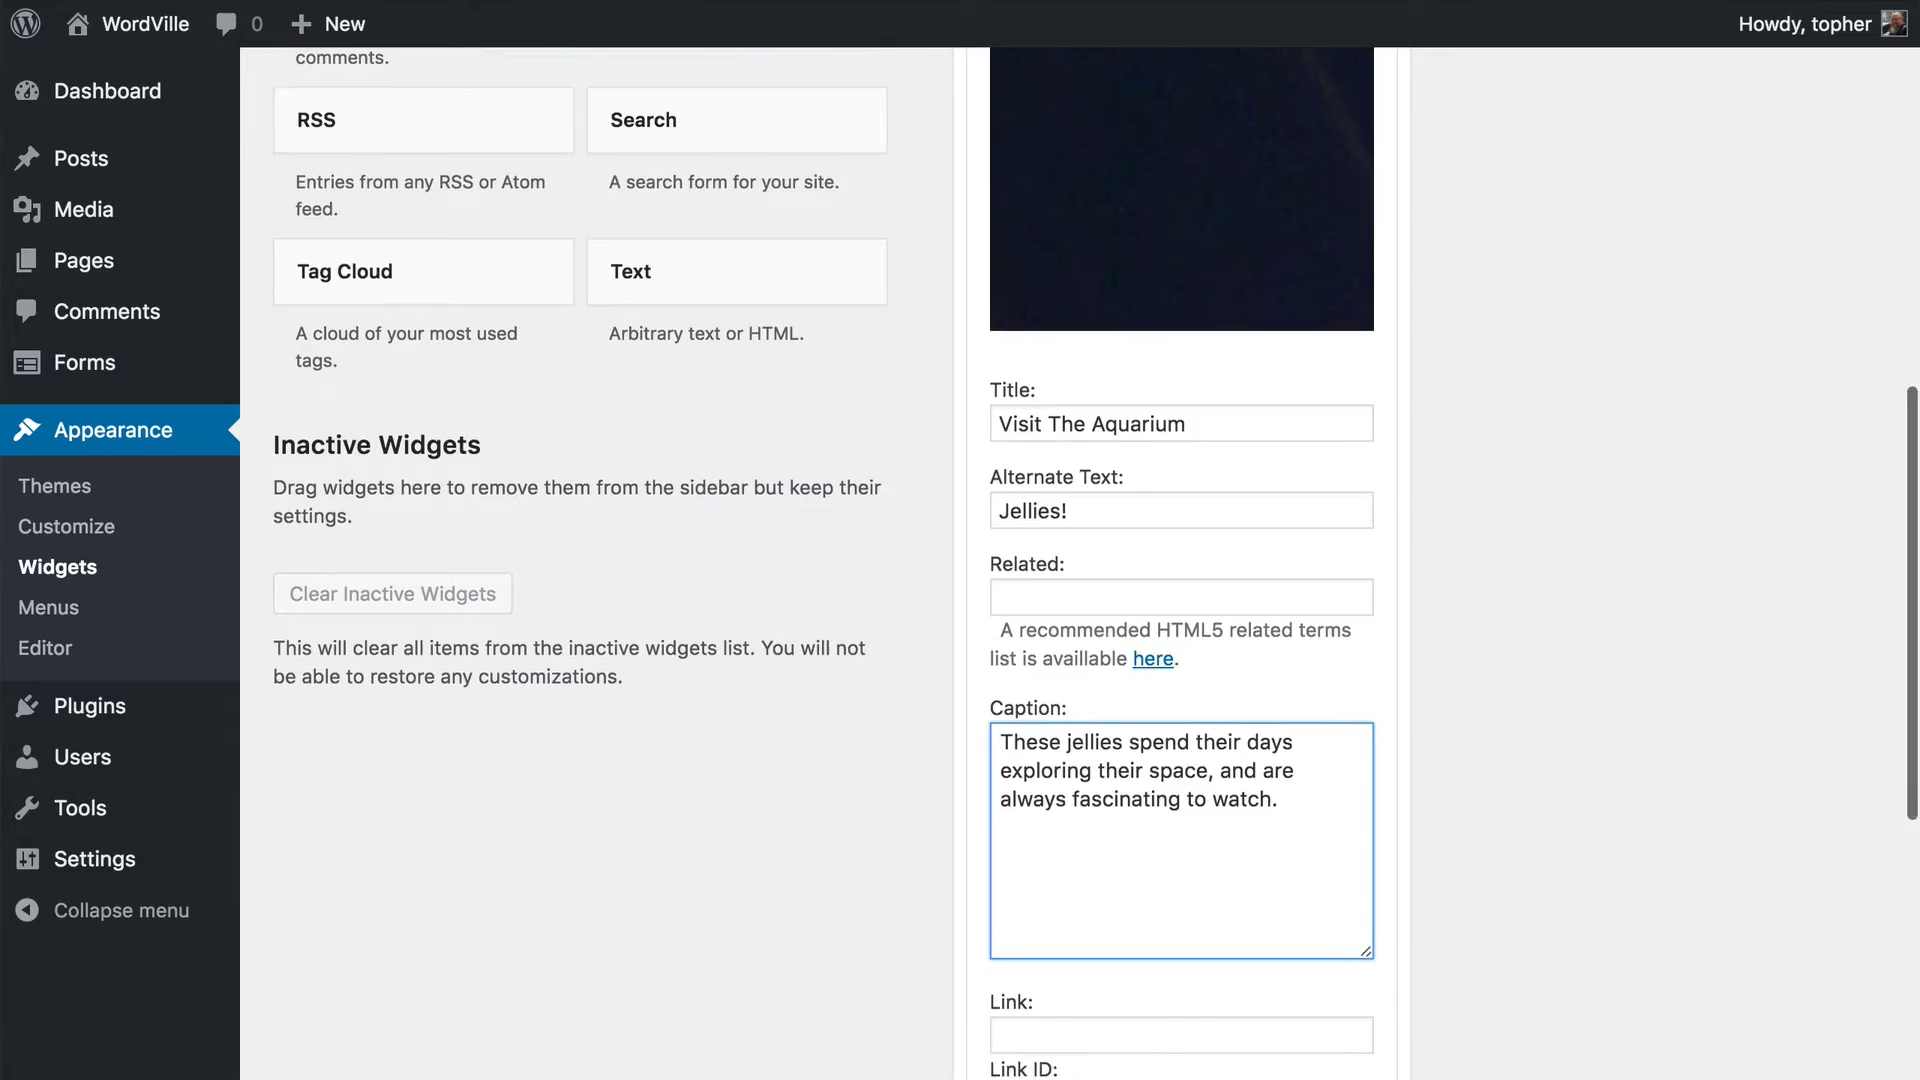 WordVille 0 New Howdy, topher
Dashboard
Posts
Media
Pages
Comments
Forms
Appearance
Themes
Customize
Widgets
Menus
Editor
Plugins
Users
Tools
Settings
Collapse menu
comments.
RSS
Entries from any RSS or Atom
feed.
Search
A search form for your site.
Tag Cloud
A cloud of your most used
tags.
Text
Arbitrary text or HTML.
Inactive Widgets
Drag widgets here to remove them from the sidebar but keep their
settings.
Clear Inactive Widgets
This will clear all items from the inactive widgets list. You will not
be able to restore any customizations.
Title:
Visit The Aquarium
Alternate Text:
Jellies!
Related:
A recommended HTML5 related terms
list is availlable here.
Caption:
These jellies spend their days
exploring their space, and are
always fascinating to watch.
Link:
Link ID: